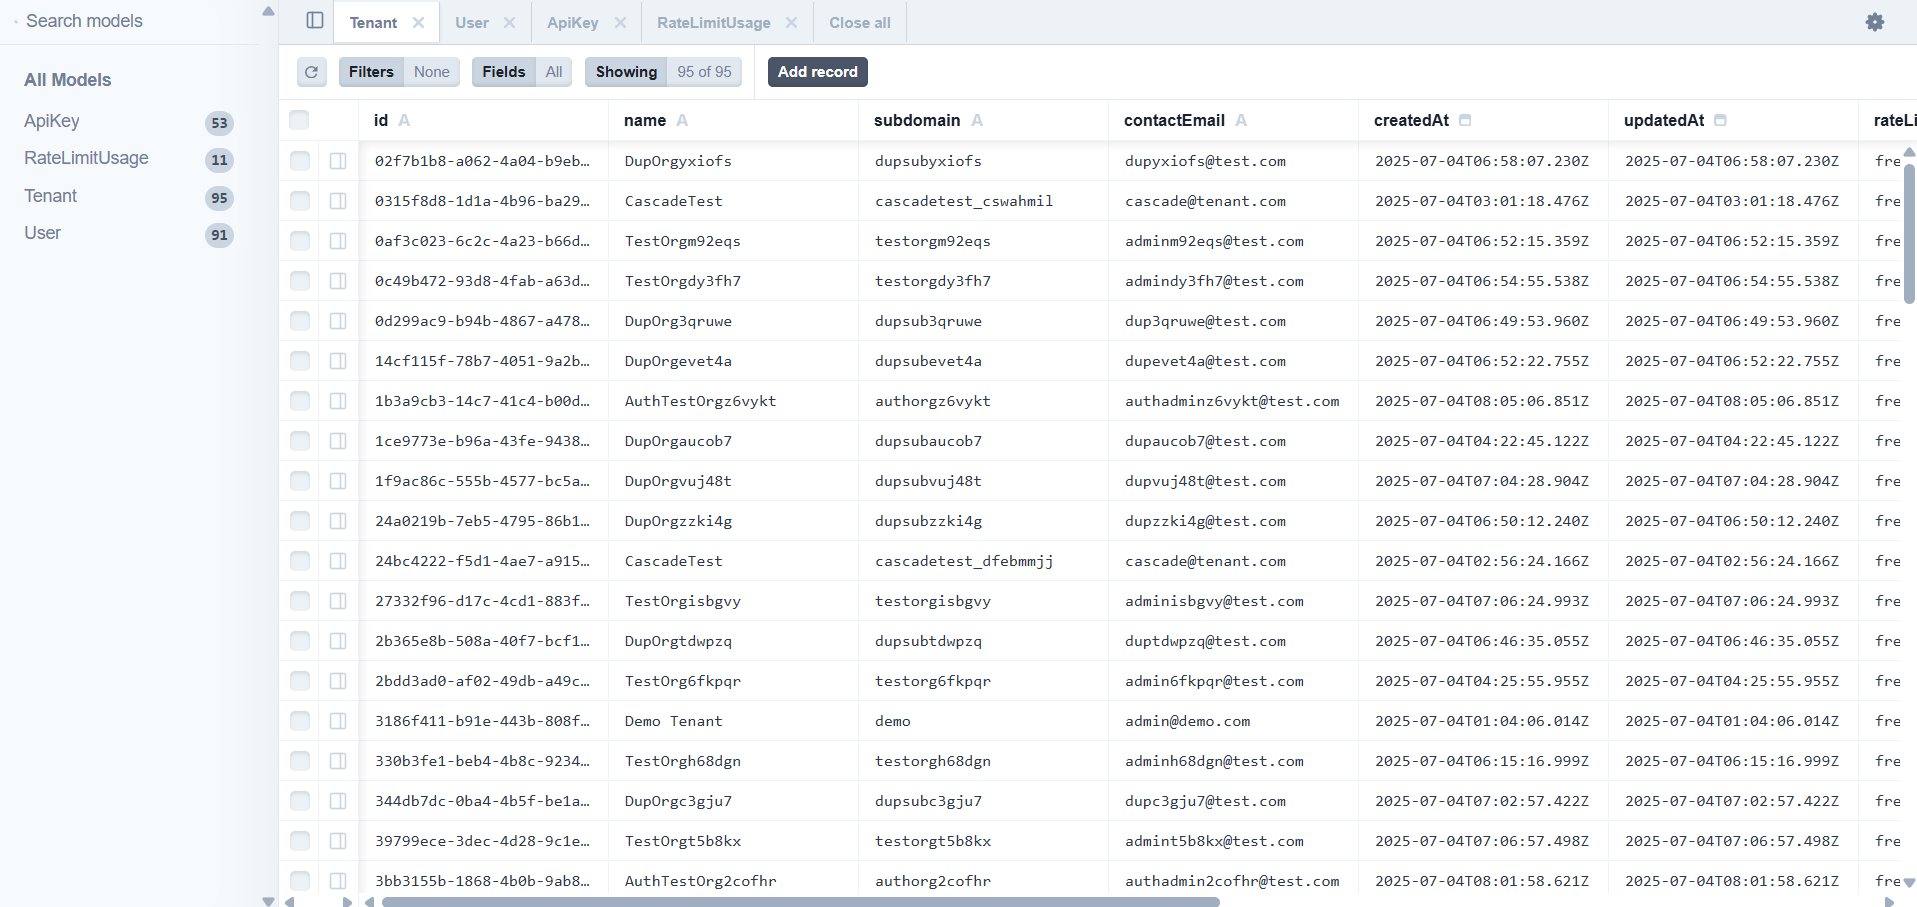 Search models
All Models
ApiKey 53
RateLimitUsage 11
Tenant 95
User 91
Tenant User ApiKey RateLimitUsage Close all
Filters None Fields All Showing 95 of 95 Add record
id A name A subdomain A contactEmail A createdAt updatedAt rateLi
02f7b1b8-a062-4a04-b9eb… DupOrgyxiofs dupsubyxiofs dupyxiofs@test.com 2025-07-04T06:58:07.230Z 2025-07-04T06:58:07.230Z fre
0315f8d8-1d1a-4b96-ba29… CascadeTest cascadetest_cswahmil cascade@tenant.com 2025-07-04T03:01:18.476Z 2025-07-04T03:01:18.476Z fre
0af3c023-6c2c-4a23-b66d… TestOrgm92eqs testorgm92eqs adminm92eqs@test.com 2025-07-04T06:52:15.359Z 2025-07-04T06:52:15.359Z fre
0c49b472-93d8-4fab-a63d… TestOrgdy3fh7 testorgdy3fh7 admindy3fh7@test.com 2025-07-04T06:54:55.538Z 2025-07-04T06:54:55.538Z fre
0d299ac9-b94b-4867-a478… DupOrg3qruwe dupsub3qruwe dup3qruwe@test.com 2025-07-04T06:49:53.960Z 2025-07-04T06:49:53.960Z fre
14cf115f-78b7-4051-9a2b… DupOrgevet4a dupsubevet4a dupevet4a@test.com 2025-07-04T06:52:22.755Z 2025-07-04T06:52:22.755Z fre
1b3a9cb3-14c7-41c4-b00d… AuthTestOrgz6vykt authorgz6vykt authadminz6vykt@test.com 2025-07-04T08:05:06.851Z 2025-07-04T08:05:06.851Z fre
1ce9773e-b96a-43fe-9438… DupOrgaucob7 dupsubaucob7 dupaucob7@test.com 2025-07-04T04:22:45.122Z 2025-07-04T04:22:45.122Z fre
1f9ac86c-555b-4577-bc5a… DupOrgvuj48t dupsubvuj48t dupvuj48t@test.com 2025-07-04T07:04:28.904Z 2025-07-04T07:04:28.904Z fre
24a0219b-7eb5-4795-86b1… DupOrgzzki4g dupsubzzki4g dupzzki4g@test.com 2025-07-04T06:50:12.240Z 2025-07-04T06:50:12.240Z fre
24bc4222-f5d1-4ae7-a915… CascadeTest cascadetest_dfebmmjj cascade@tenant.com 2025-07-04T02:56:24.166Z 2025-07-04T02:56:24.166Z fre
27332f96-d17c-4cd1-883f… TestOrgisbgvy testorgisbgvy adminisbgvy@test.com 2025-07-04T07:06:24.993Z 2025-07-04T07:06:24.993Z fre
2b365e8b-508a-40f7-bcf1… DupOrgtdwpzq dupsubtdwpzq duptdwpzq@test.com 2025-07-04T06:46:35.055Z 2025-07-04T06:46:35.055Z fre
2bdd3ad0-af02-49db-a49c… TestOrg6fkpqr testorg6fkpqr admin6fkpqr@test.com 2025-07-04T04:25:55.955Z 2025-07-04T04:25:55.955Z fre
3186f411-b91e-443b-808f… Demo Tenant demo admin@demo.com 2025-07-04T01:04:06.014Z 2025-07-04T01:04:06.014Z fre
330b3fe1-beb4-4b8c-9234… TestOrgh68dgn testorgh68dgn adminh68dgn@test.com 2025-07-04T06:15:16.999Z 2025-07-04T06:15:16.999Z fre
344db7dc-0ba4-4b5f-be1a… DupOrgc3gju7 dupsubc3gju7 dupc3gju7@test.com 2025-07-04T07:02:57.422Z 2025-07-04T07:02:57.422Z fre
39799ece-3dec-4d28-9c1e… TestOrgt5b8kx testorgt5b8kx admint5b8kx@test.com 2025-07-04T07:06:57.498Z 2025-07-04T07:06:57.498Z fre
3bb3155b-1868-4b0b-9ab8… AuthTestOrg2cofhr authorg2cofhr authadmin2cofhr@test.com 2025-07-04T08:01:58.621Z 2025-07-04T08:01:58.621Z fre